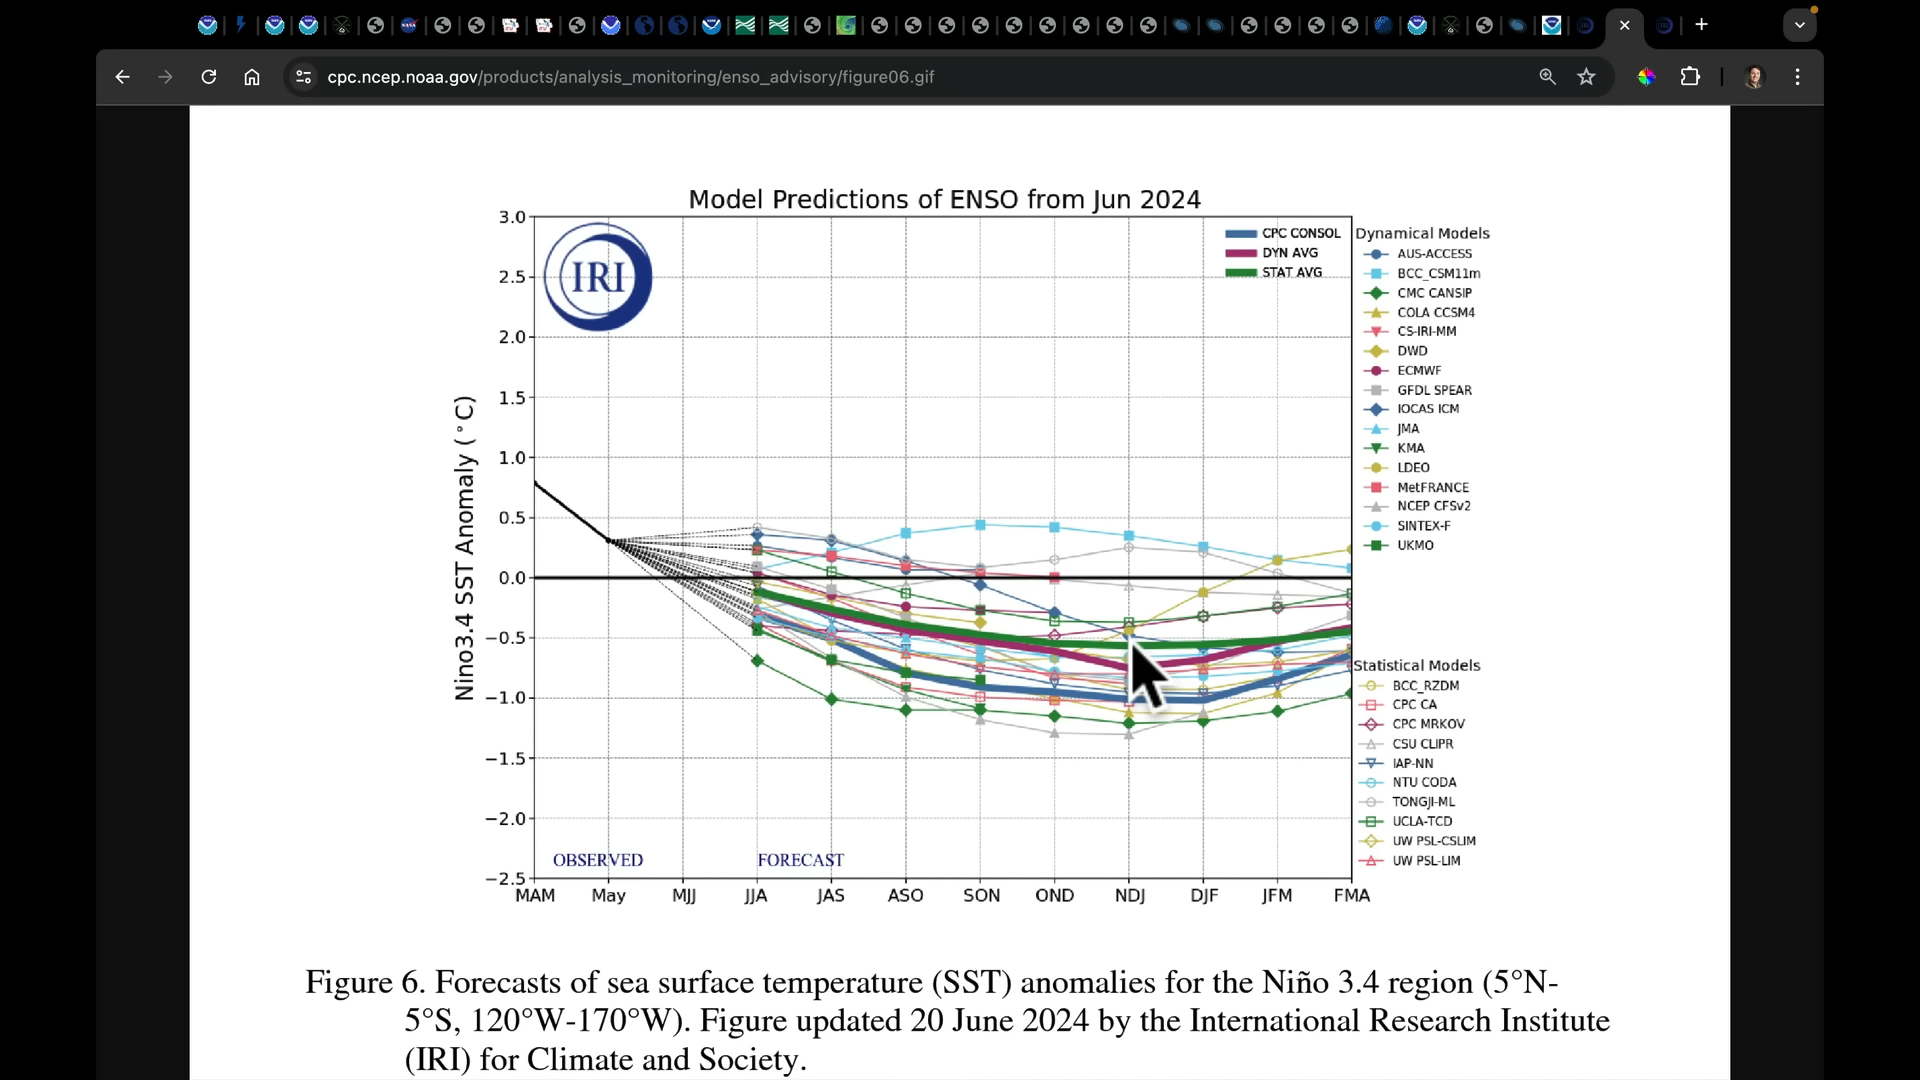 cpc.ncep.noaa.gov/products/analysis_monitoring/enso_advisory/figure06.gif
Model Predictions of ENSO from Jun 2024
IRI
CPC CONSOL
DYN AVG
STAT AVG
Nino3.4 SST Anomaly (°C)
3.0
2.5
2.0
1.5
1.0
0.5
0.0
−0.5
−1.0
−1.5
−2.0
−2.5
OBSERVED FORECAST
MAM May MJJ JJA JAS ASO SON OND NDJ DJF JFM FMA
Dynamical Models
AUS-ACCESS
BCC_CSM11m
CMC CANSIP
COLA CCSM4
CS-IRI-MM
DWD
ECMWF
GFDL SPEAR
IOCAS ICM
JMA
KMA
LDEO
MetFRANCE
NCEP CFSv2
SINTEX-F
UKMO
Statistical Models
BCC_RZDM
CPC CA
CPC MRKOV
CSU CLIPR
IAP-NN
NTU CODA
TONGJI-ML
UCLA-TCD
UW PSL-CSLIM
UW PSL-LIM
Figure 6. Forecasts of sea surface temperature (SST) anomalies for the Niño 3.4 region (5°N-
5°S, 120°W-170°W). Figure updated 20 June 2024 by the International Research Institute
(IRI) for Climate and Society.